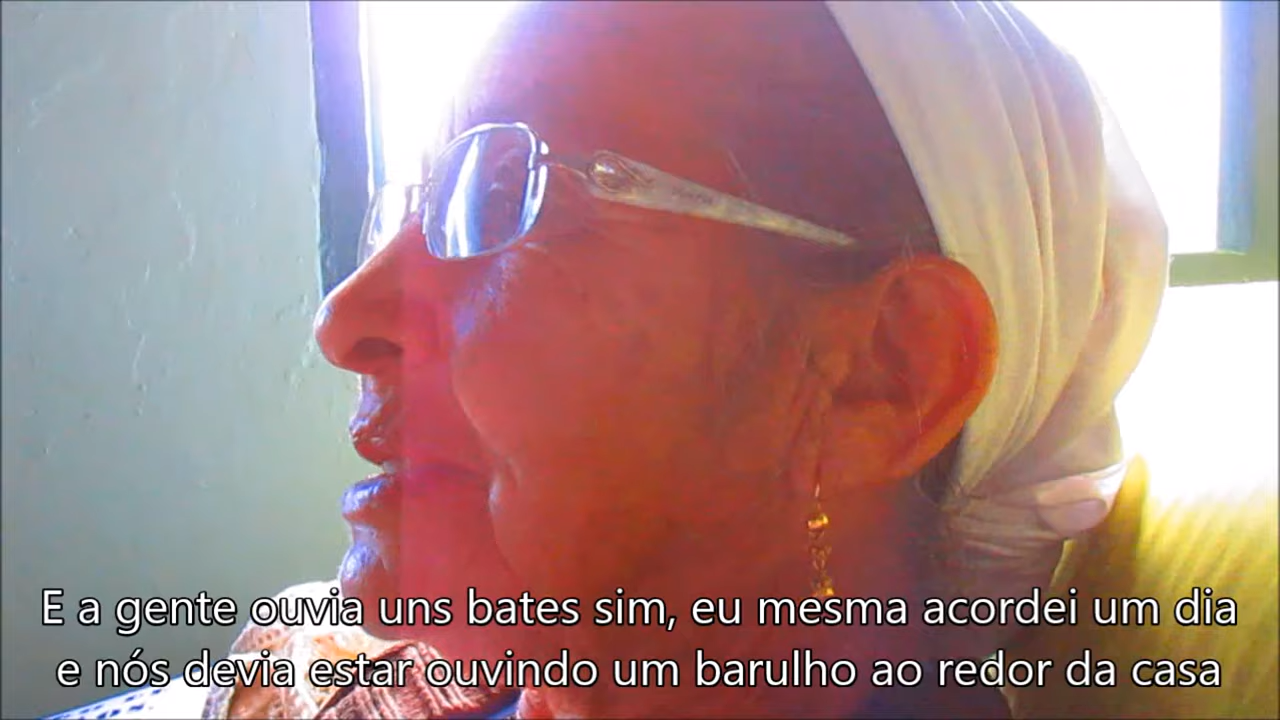 E a gente ouvia uns bates sim, eu mesma acordei um dia
e nós devia estar ouvindo um barulho ao redor da casa